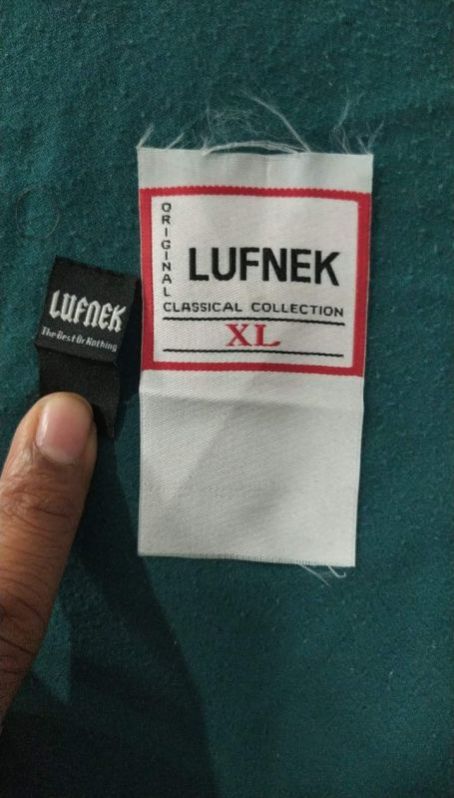 LUFNEK
The Best Or Nothing
ORIGINAL
LUFNEK
CLASSICAL COLLECTION
XL